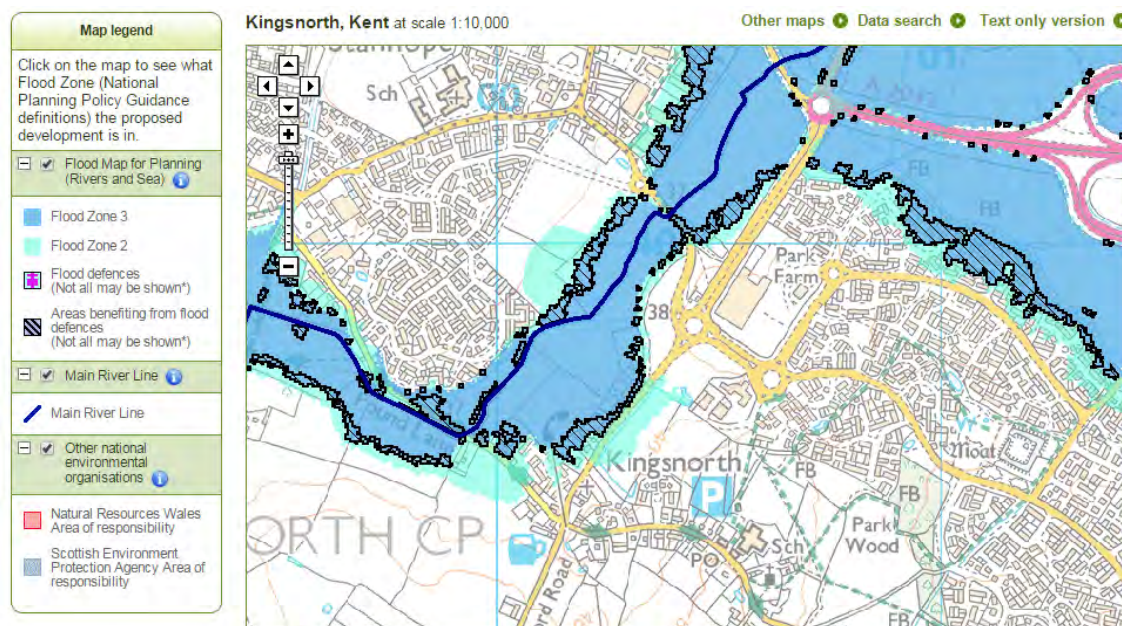 Map legend
Click on the map to see what
Flood Zone (National
Planning Policy Guidance
definitions) the proposed
development is in.
Flood Map for Planning
(Rivers and Sea)
Flood Zone 3
Flood Zone 2
Flood defences
(Not all may be shown*)
Areas benefiting from flood
defences
(Not all may be shown*)
Main River Line
Main River Line
Other national
environmental
organisations
Natural Resources Wales
Area of responsibility
Scottish Environment
Protection Agency Area of
responsibility
Kingsnorth, Kent at scale 1:10,000
Other maps Data search Text only version
Stanhope
Sch
FB
FB
Park
Farm
38
Kingsnorth
P
Moat
FB
FB
ORTH CP
Park
Wood
Sch
PO
FB
ord Road